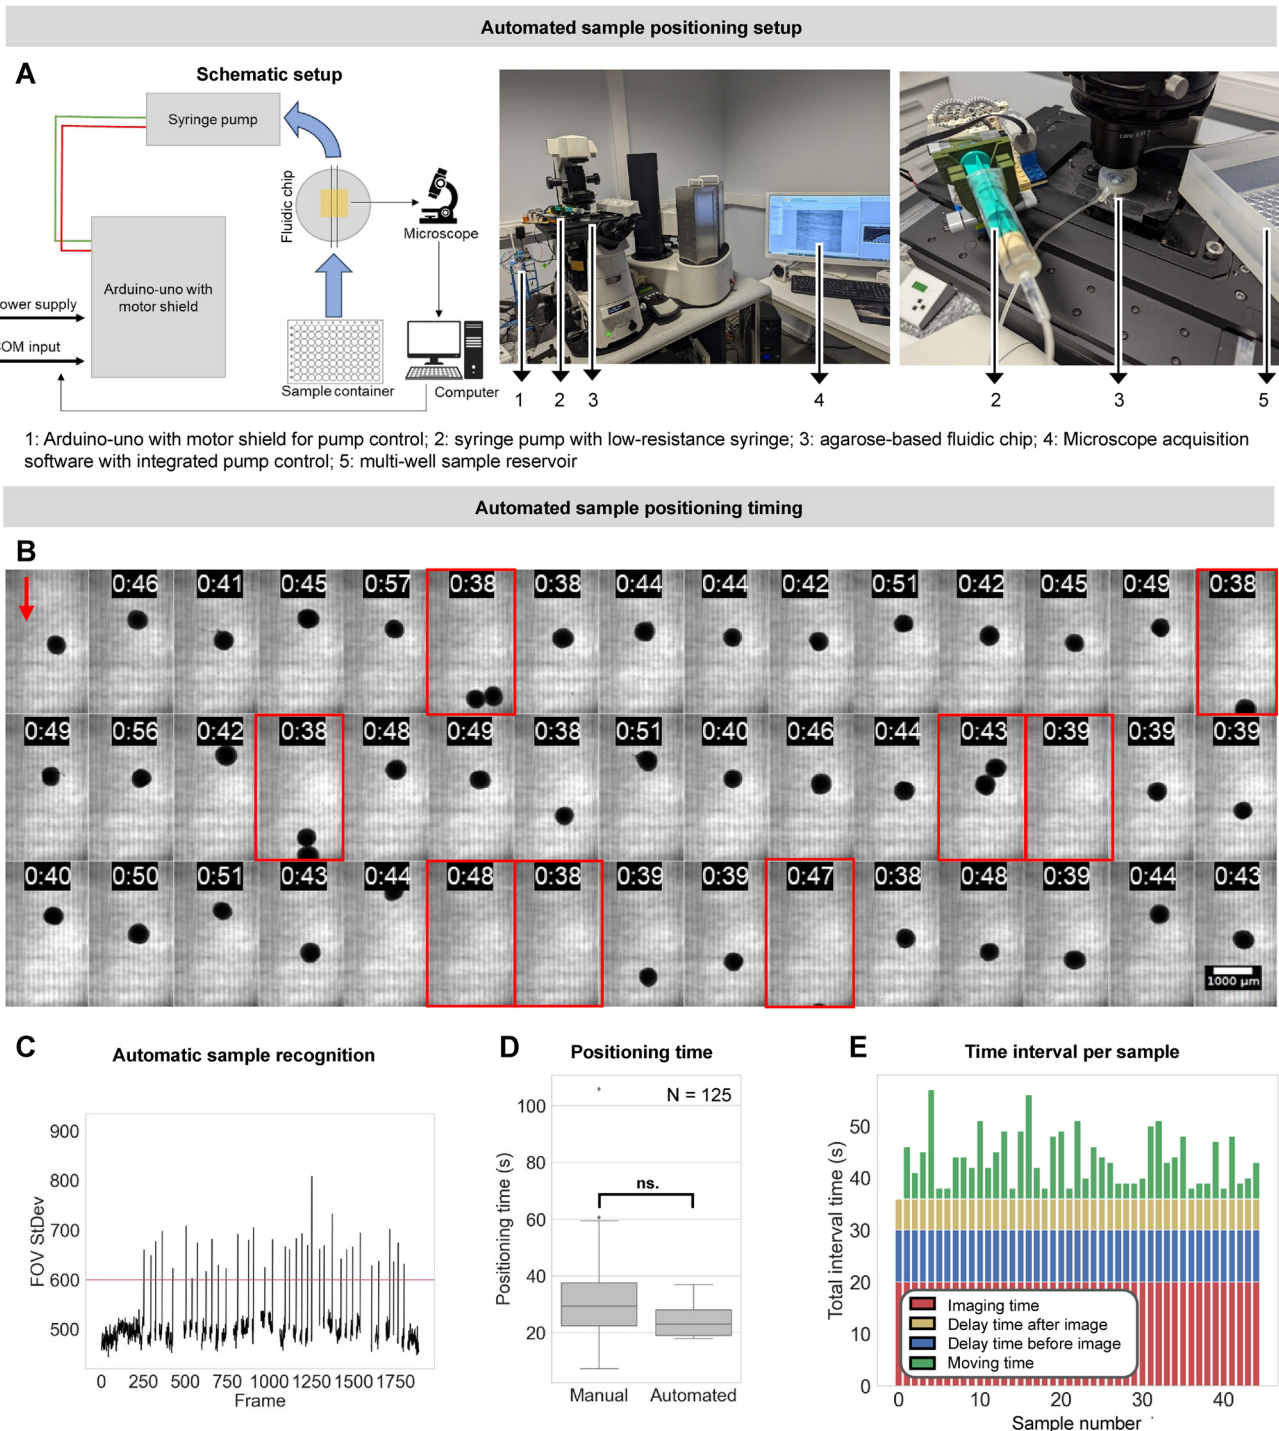 Automated sample positioning setup
A
Schematic setup
Syringe pump
Fluidic chip
Microscope
Arduino-uno with
motor shield
ower supply
OM input
Sample container
Computer
LWD 0.52
1
2
3
4
2
3
5
1: Arduino-uno with motor shield for pump control; 2: syringe pump with low-resistance syringe; 3: agarose-based fluidic chip; 4: Microscope acquisition
software with integrated pump control; 5: multi-well sample reservoir
Automated sample positioning timing
B
0:46 0:41 0:45 0:57 0:38 0:38 0:44 0:44 0:42 0:51 0:42 0:45 0:49 0:38
0:49 0:56 0:42 0:38 0:48 0:49 0:38 0:51 0:40 0:46 0:44 0:43 0:39 0:39 0:39
0:40 0:50 0:51 0:43 0:44 0:48 0:38 0:39 0:39 0:47 0:38 0:48 0:39 0:44 0:43
1000 µm
C
Automatic sample recognition
FOV StDev
900
800
700
600
500
0 250 500 750 1000 1250 1500 1750
Frame
D
Positioning time
N = 125
ns.
Positioning time (s)
100
80
60
40
20
Manual Automated
E
Time interval per sample
Total interval time (s)
50
40
30
20
10
0
Imaging time
Delay time after image
Delay time before image
Moving time
0 10 20 30 40
Sample number